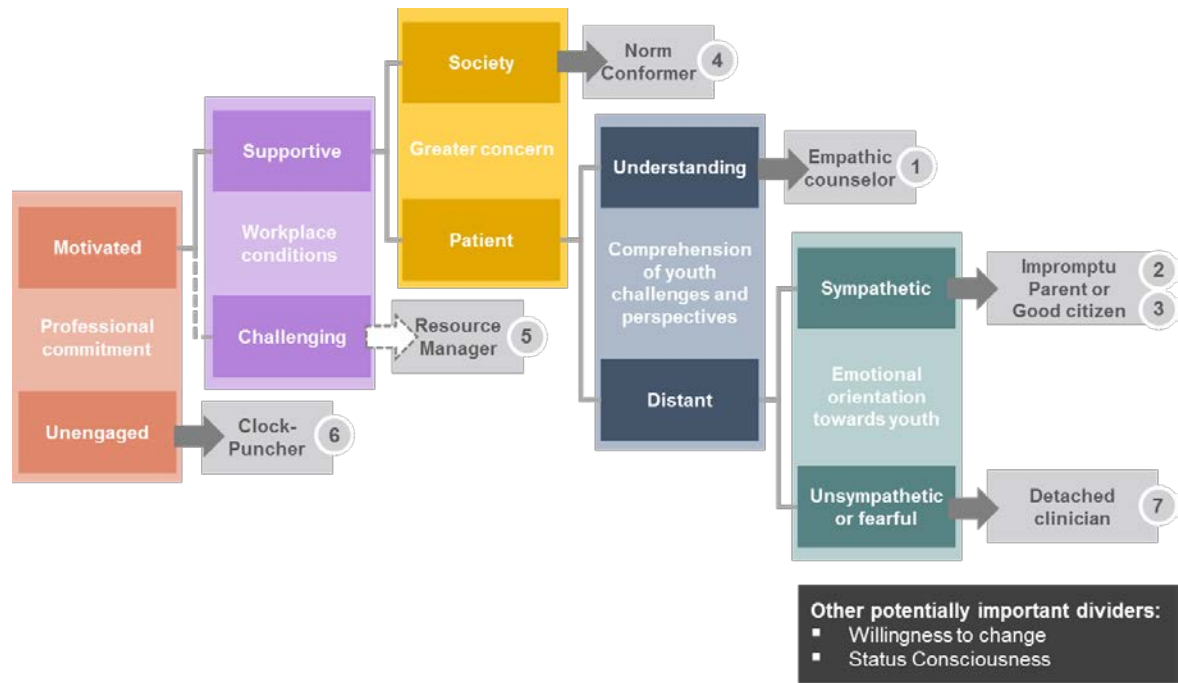 Motivated
Professional
commitment
Unengaged
Clock-
Puncher
6
Supportive
Workplace
conditions
Challenging
Resource
Manager
5
Society
Greater concern
Patient
Norm
Conformer
4
Understanding
Comprehension
of youth
challenges and
perspectives
Distant
Empathic
counselor
1
Sympathetic
Emotional
orientation
towards youth
Unsympathetic
or fearful
Impromptu
Parent or
Good citizen
2
3
Detached
clinician
7
Other potentially important dividers:
▪ Willingness to change
▪ Status Consciousness